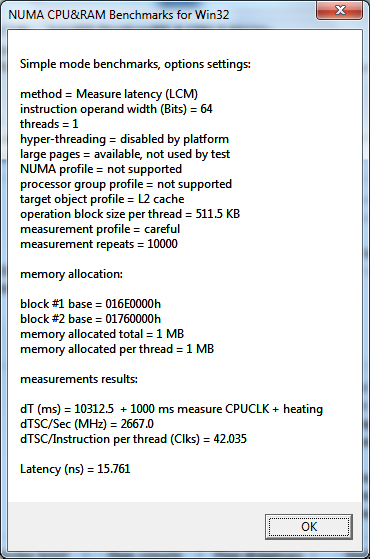 NUMA CPU&RAM Benchmarks for Win32
Simple mode benchmarks, options settings:
method = Measure latency (LCM)
instruction operand width (Bits) = 64
threads = 1
hyper-threading = disabled by platform
large pages = available, not used by test
NUMA profile = not supported
processor group profile = not supported
target object profile = L2 cache
operation block size per thread = 511.5 KB
measurement profile = careful
measurement repeats = 10000
memory allocation:
block #1 base = 016E0000h
block #2 base = 01760000h
memory allocated total = 1 MB
memory allocated per thread = 1 MB
measurements results:
dT (ms) = 10312.5  + 1000 ms measure CPUCLK + heating
dTSC/Sec (MHz) = 2667.0
dTSC/Instruction per thread (Clks) = 42.035
Latency (ns) = 15.761
OK